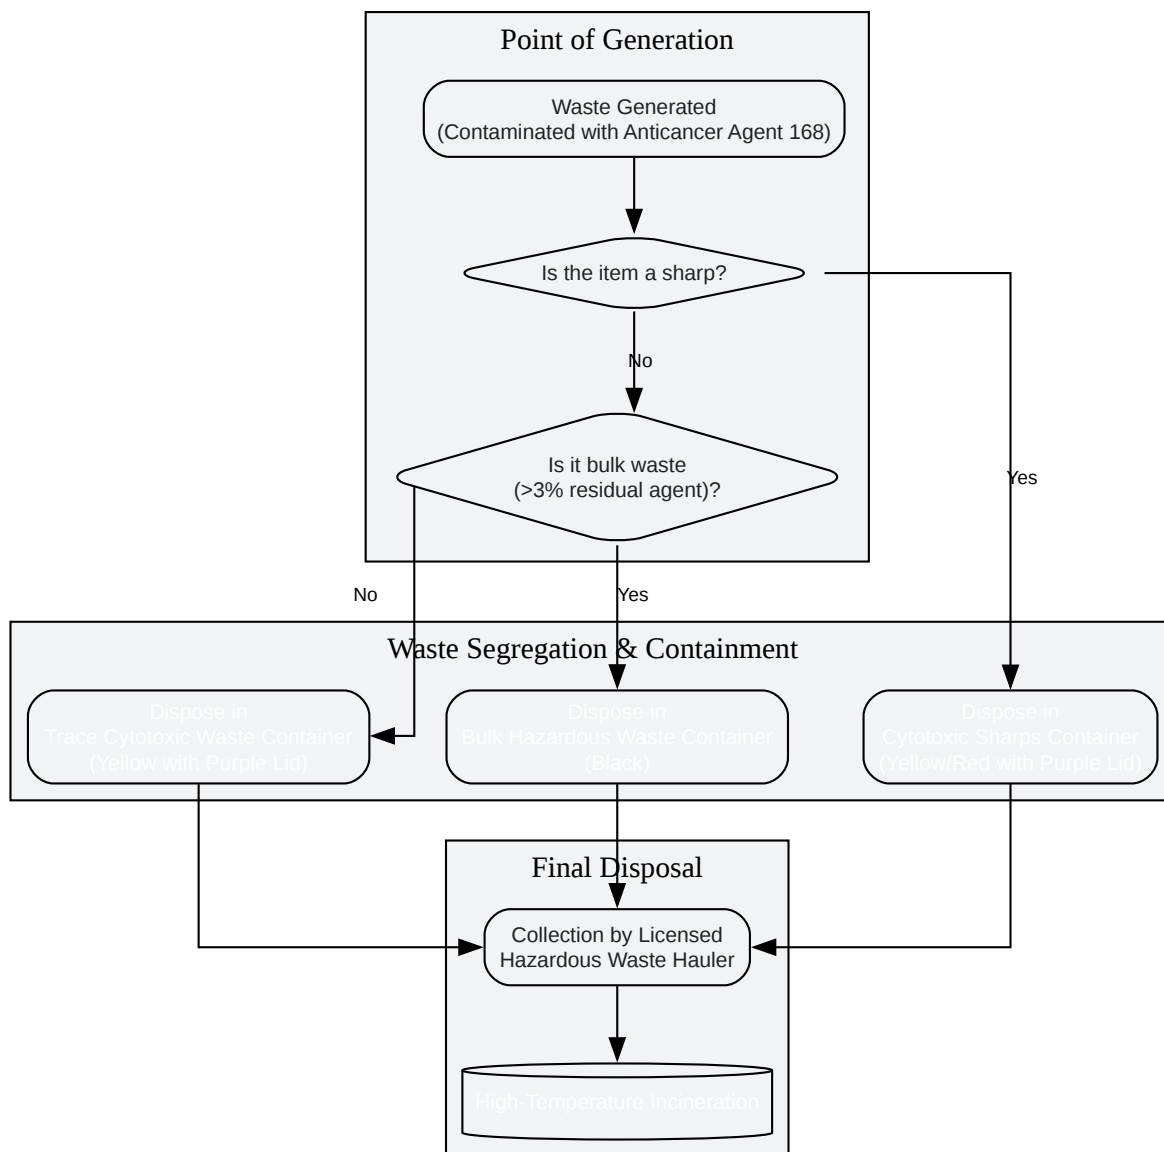 Point of Generation
Waste Generated
(Contaminated with Anticancer Agent 168)
Is the item a sharp?
No
Is it bulk waste
(>3% residual agent)?
Yes
No
Yes
Waste Segregation & Containment
Dispose in
Trace Cytotoxic Waste Container
(Yellow with Purple Lid)
Dispose in
Bulk Hazardous Waste Container
(Black)
Dispose in
Cytotoxic Sharps Container
(Yellow/Red with Purple Lid)
Final Disposal
Collection by Licensed
Hazardous Waste Hauler
High-Temperature Incineration